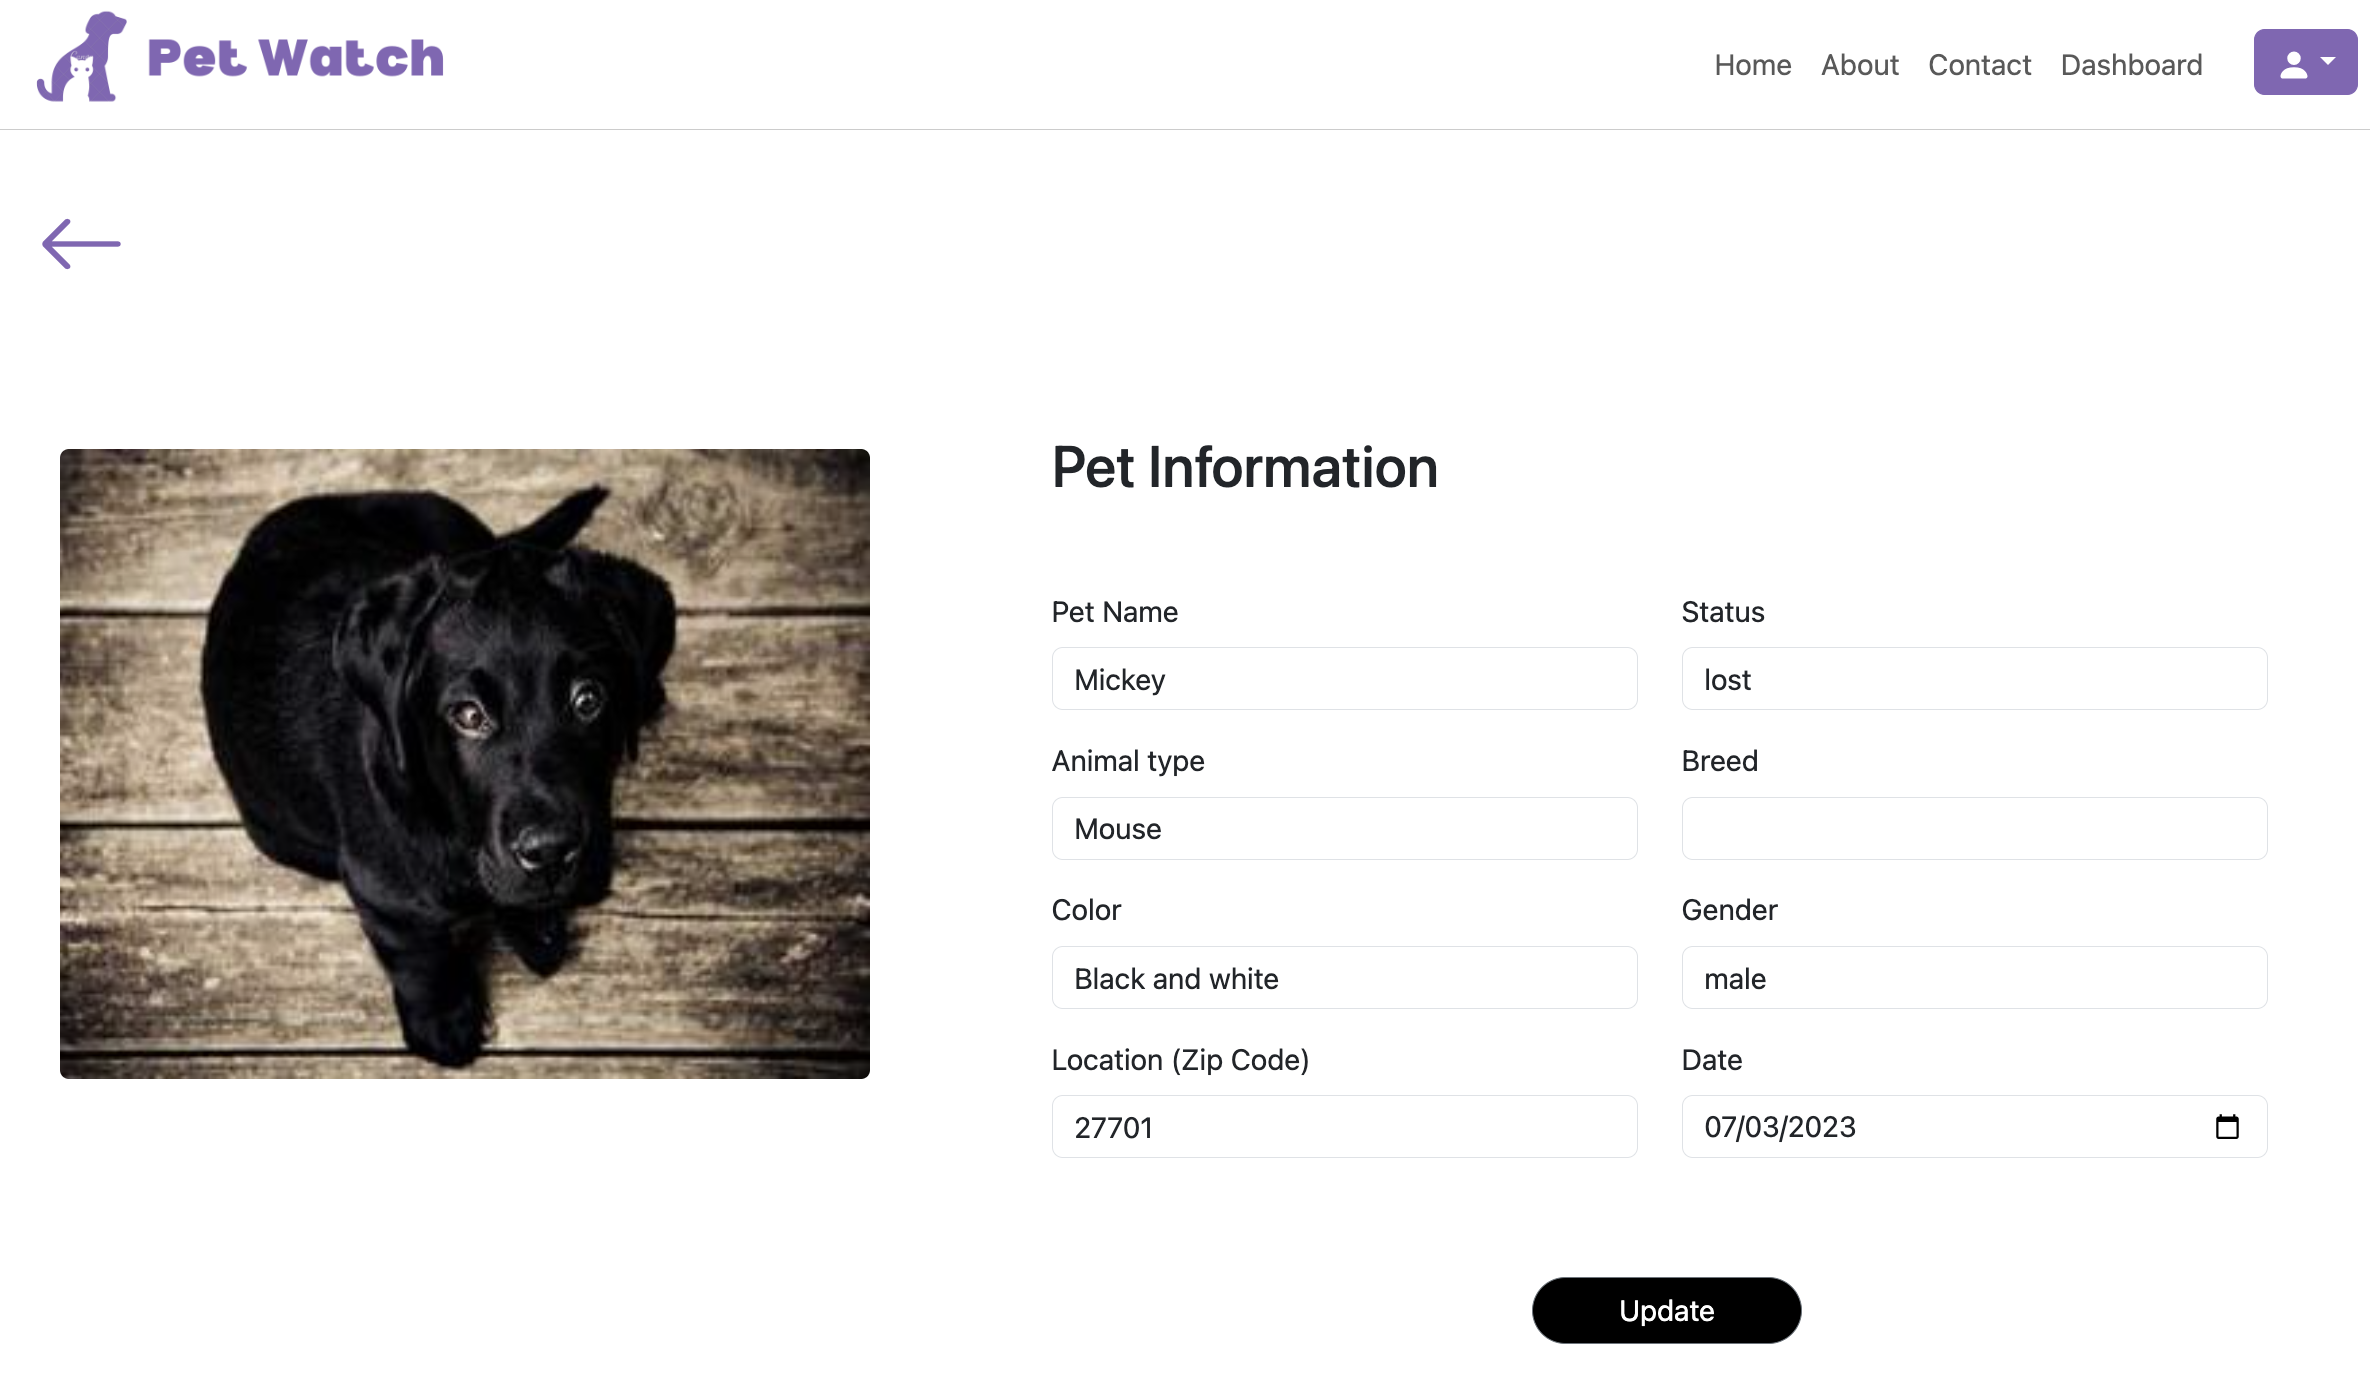 Pet Watch
Home About Contact Dashboard
Pet Information
Pet Name Status
Mickey lost
Animal type Breed
Mouse
Color Gender
Black and white male
Location (Zip Code) Date
27701 07/03/2023
Update